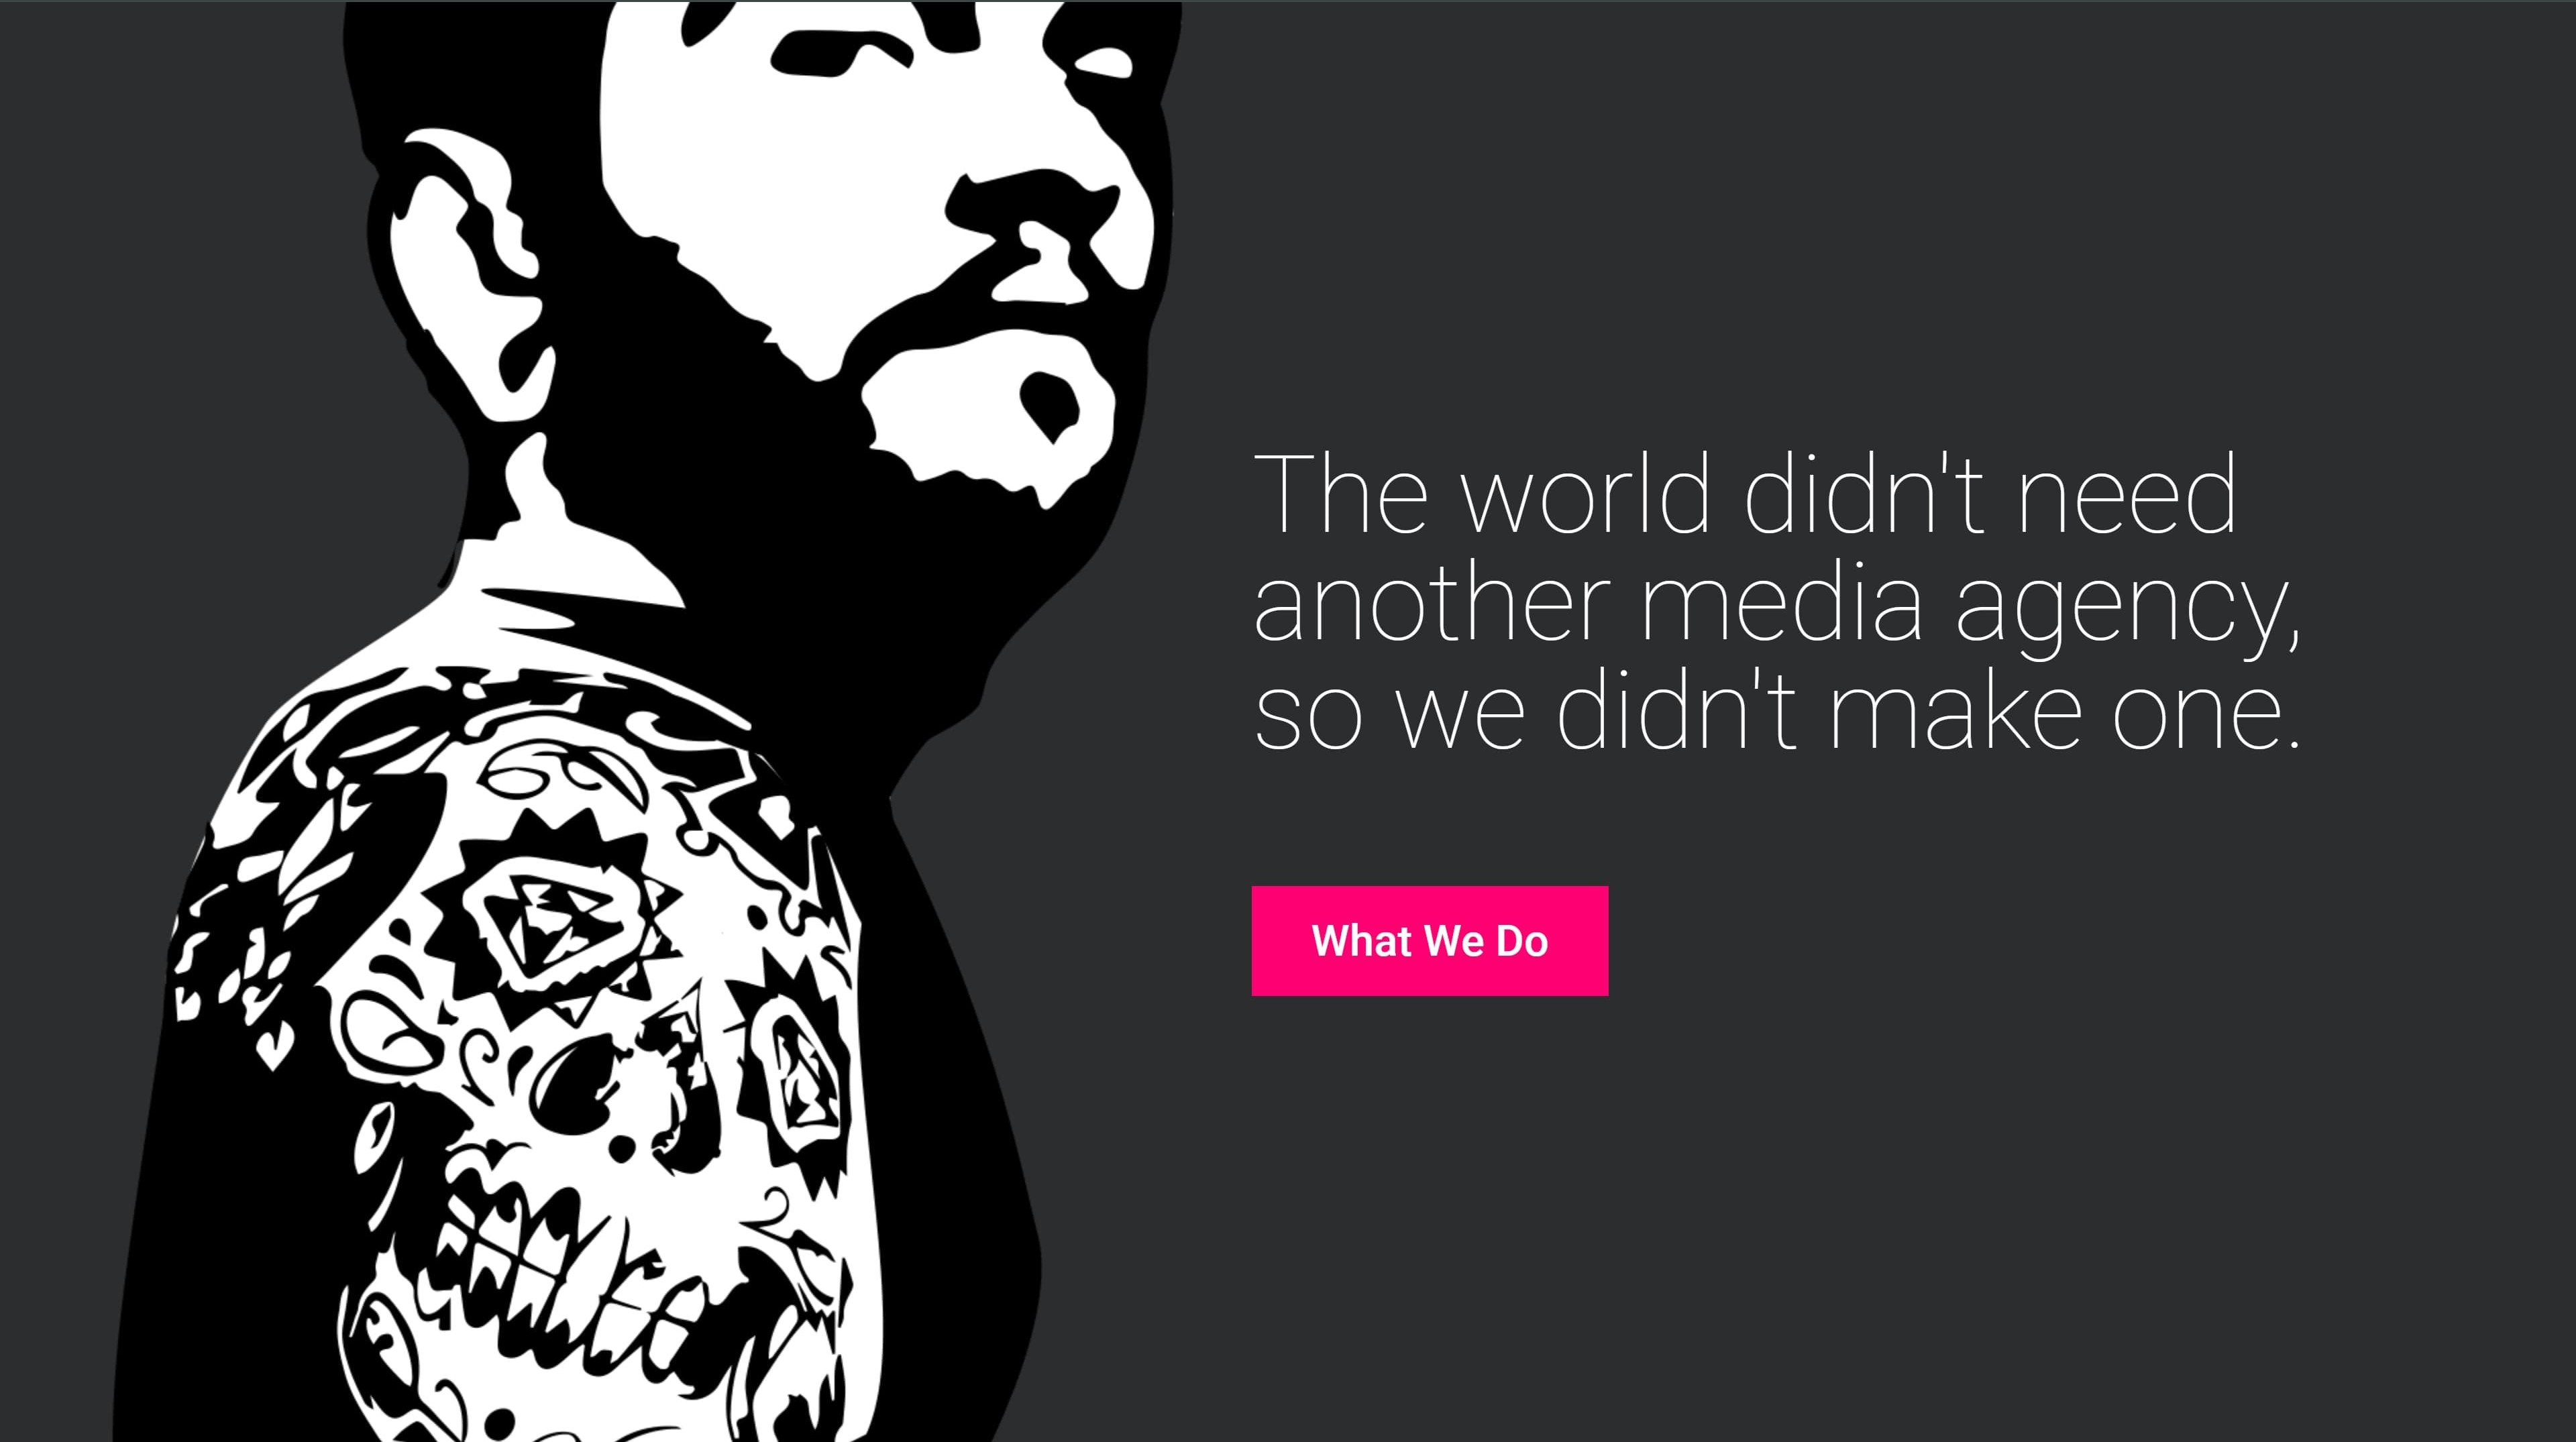 The world didn't need
another media agency,
so we didn't make one.
What We Do